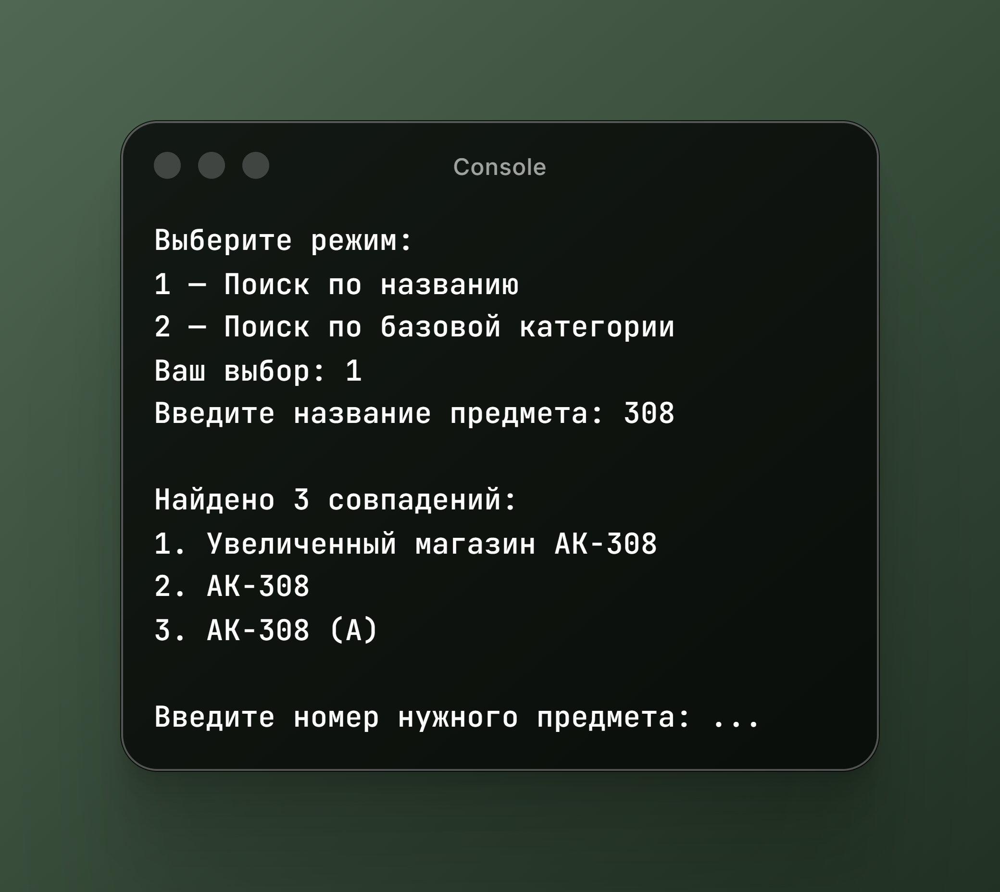 Console
Выберите режим:
1 — Поиск по названию
2 — Поиск по базовой категории
Ваш выбор: 1
Введите название предмета: 308
Найдено 3 совпадений:
1. Увеличенный магазин АК-308
2. АК-308
3. АК-308 (А)
Введите номер нужного предмета: ...